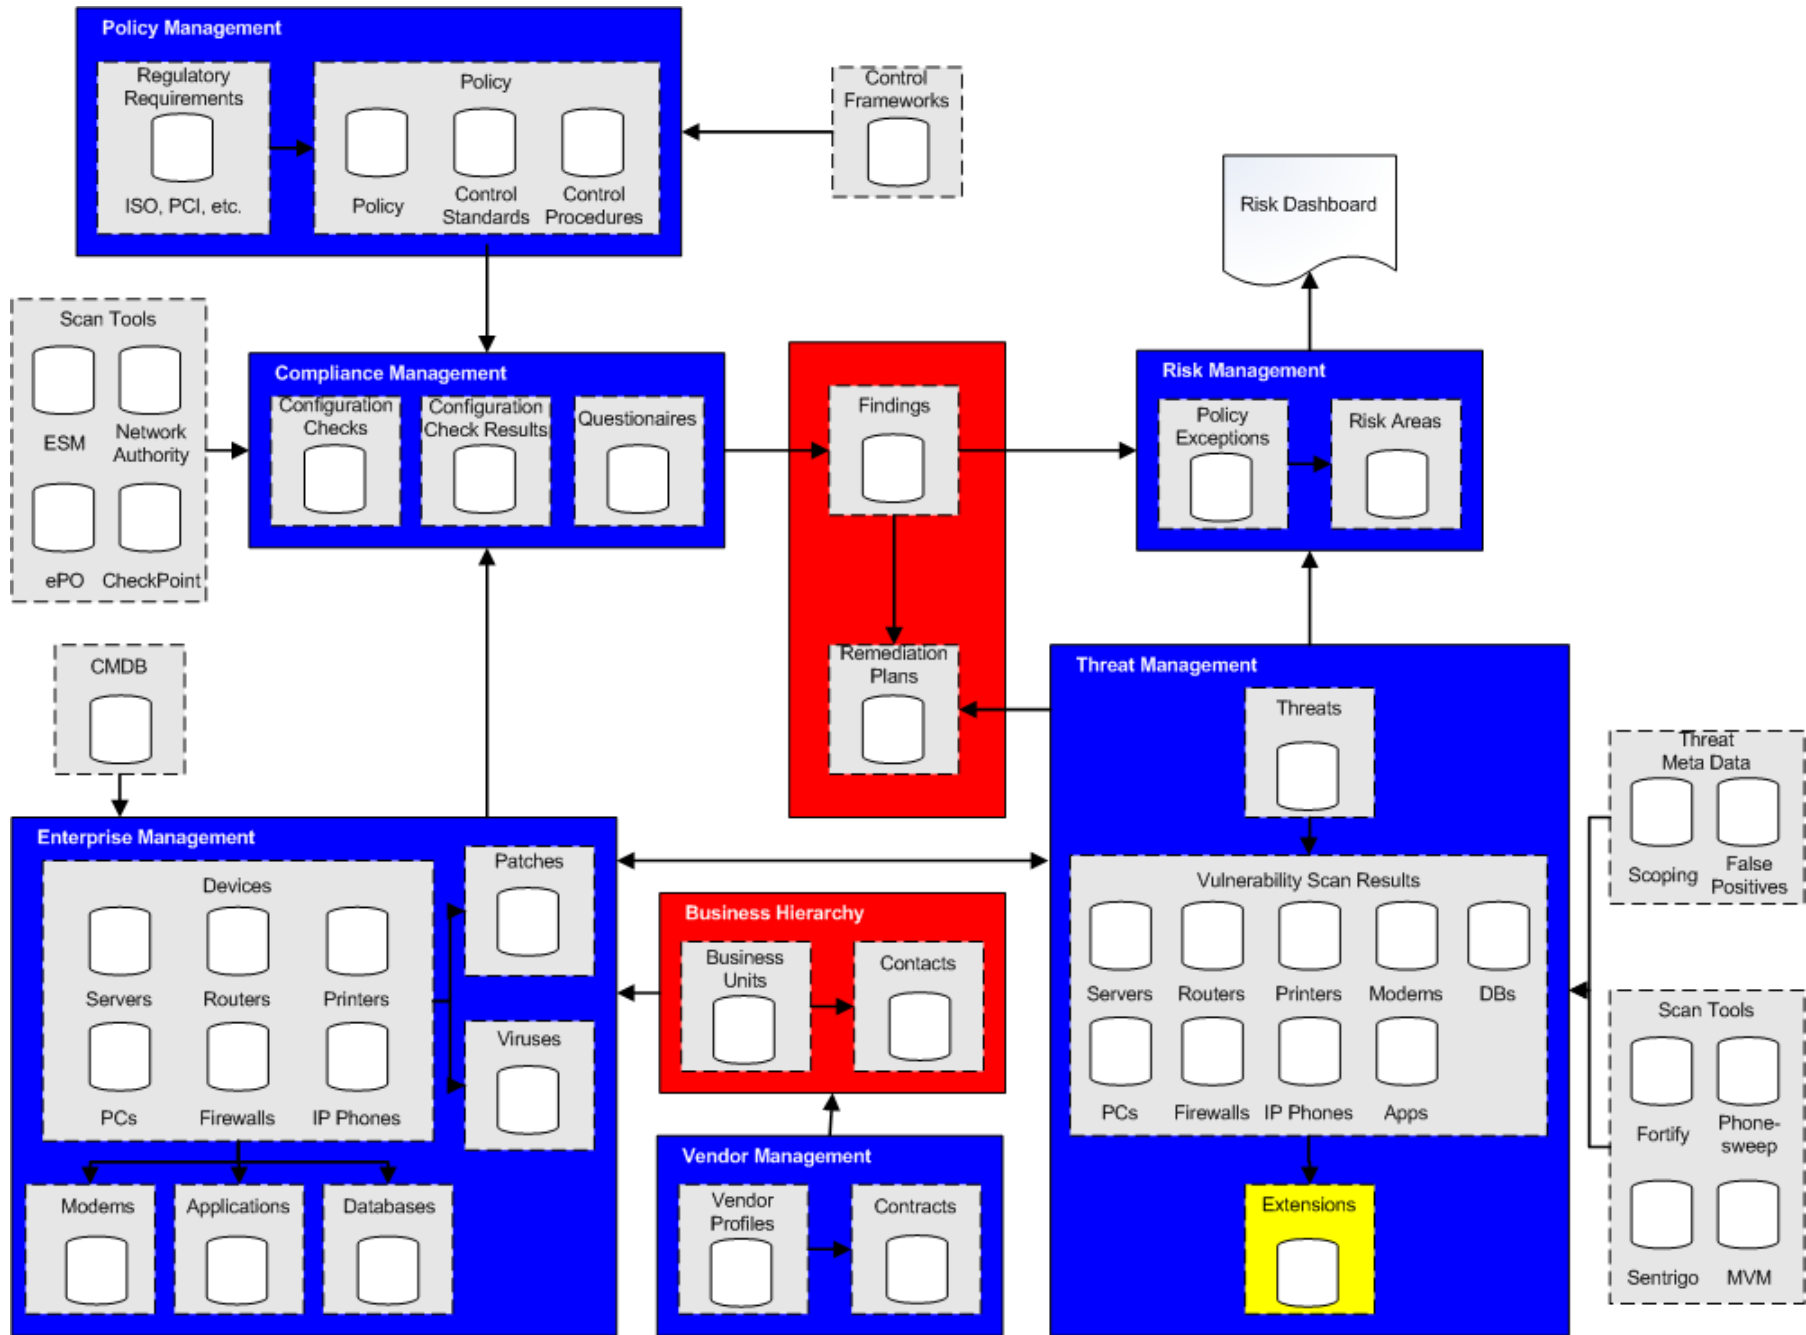 Policy Management
Regulatory
Requirements
ISO, PCI, etc.
Policy
Policy
Control
Standards
Control
Procedures
Control
Frameworks
Risk Dashboard
Scan Tools
ESM
Network
Authority
ePO
CheckPoint
Compliance Management
Configuration
Checks
Configuration
Check Results
Questionaires
Findings
Remediation
Plans
Risk Management
Policy
Exceptions
Risk Areas
CMDB
Enterprise Management
Devices
Servers
Routers
Printers
PCs
Firewalls
IP Phones
Patches
Viruses
Modems
Applications
Databases
Business Hierarchy
Business
Units
Contacts
Vendor Management
Vendor
Profiles
Contracts
Threat Management
Threats
Vulnerability Scan Results
Servers
Routers
Printers
Modems
DBs
PCs
Firewalls
IP Phones
Apps
Extensions
Threat
Meta Data
Scoping
False
Positives
Scan Tools
Fortify
Phone-
sweep
Sentrigo
MVM